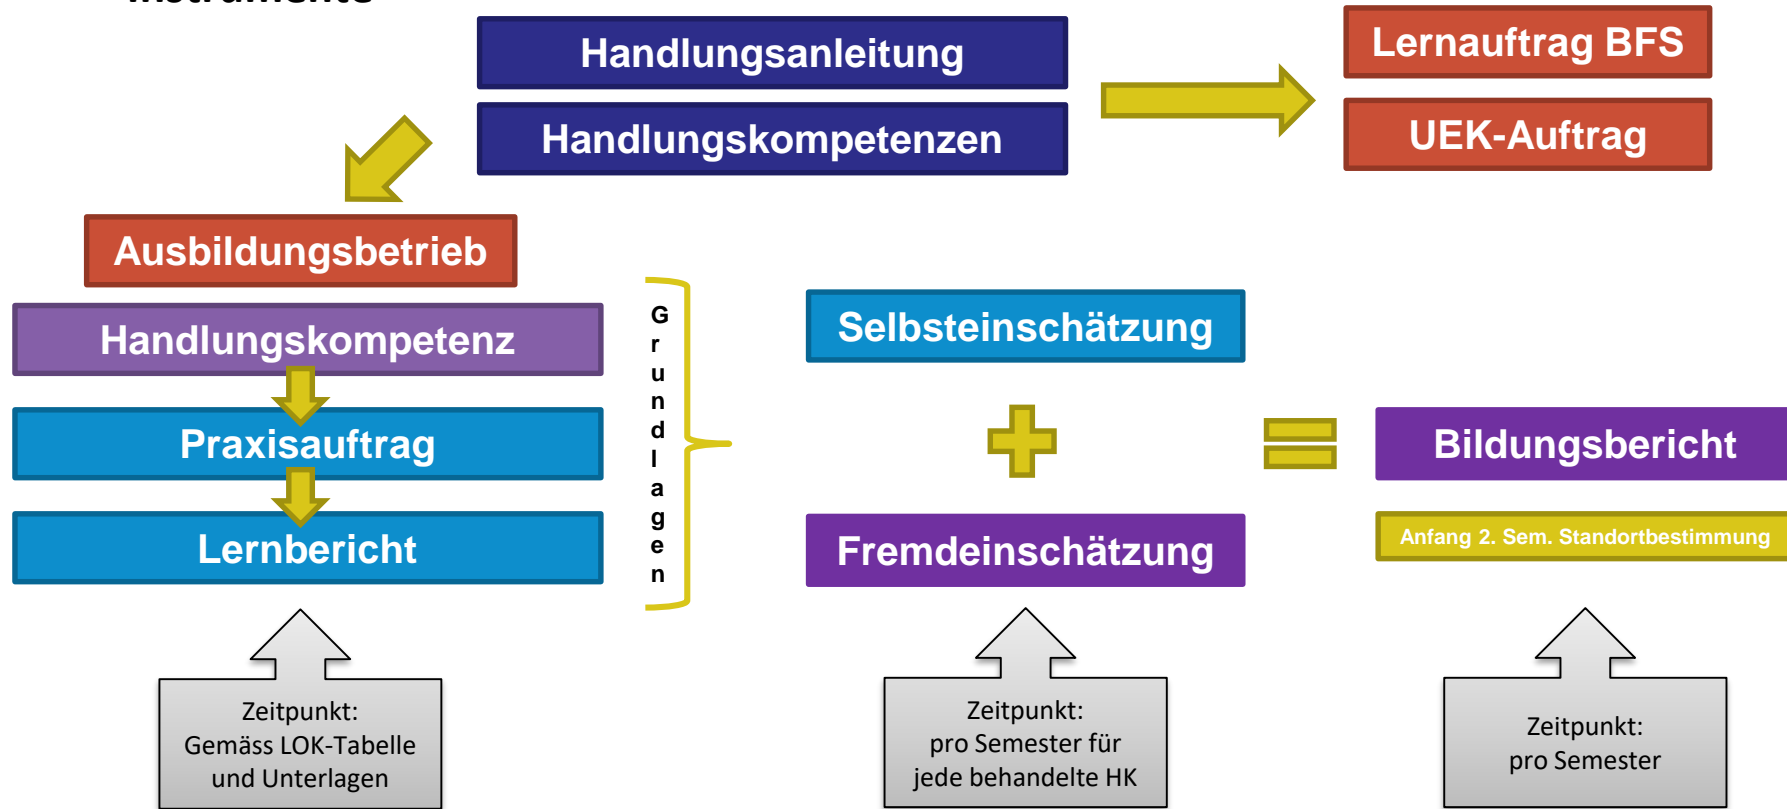 Instrumente
Handlungsanleitung
Handlungskompetenzen
Lernauftrag BFS
UEK-Auftrag
Ausbildungsbetrieb
Handlungskompetenz
Praxisauftrag
Lernbericht
Grundlagen
Selbsteinschätzung
Fremdeinschätzung
Bildungsbericht
Anfang 2. Sem. Standortbestimmung
Zeitpunkt:
Gemäss LOK-Tabelle
und Unterlagen
Zeitpunkt:
pro Semester für
jede behandelte HK
Zeitpunkt:
pro Semester